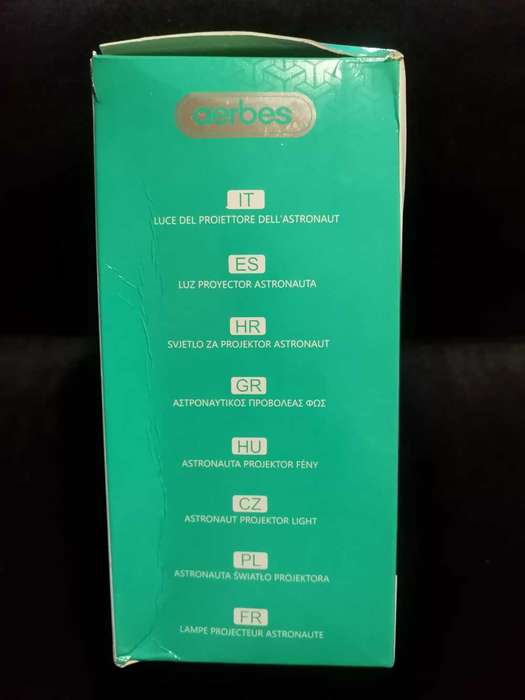 aerbes
IT
LUCE DEL PROIETTORE DELL'ASTRONAUT
ES
LUZ PROYECTOR ASTRONAUTA
HR
SVJETLO ZA PROJEKTOR ASTRONAUT
GR
ΑΣΤΡΟΝΑΥΤΙΚΟΣ ΠΡΟΒΟΛΕΑΣ ΦΩΣ
HU
ASTRONAUTA PROJEKTOR FÉNY
CZ
ASTRONAUT PROJEKTOR LIGHT
PL
ASTRONAUTA ŚWIATŁO PROJEKTORA
FR
LAMPE PROJECTEUR ASTRONAUTE